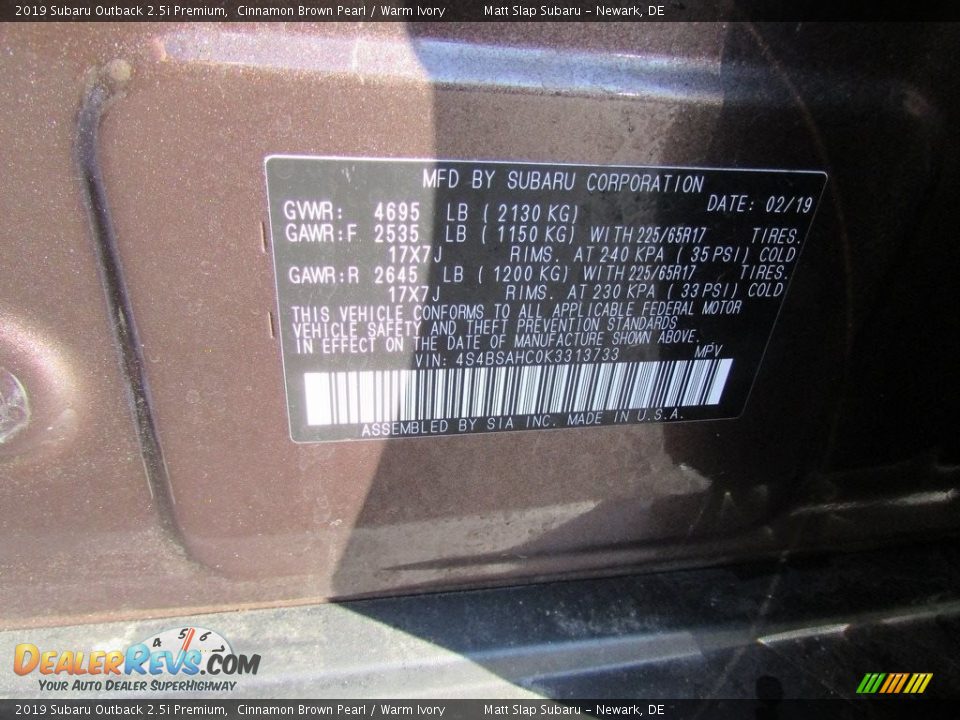 2019 Subaru Outback 2.5i Premium, Cinnamon Brown Pearl / Warm Ivory Matt Slap Subaru - Newark, DE
MFD BY SUBARU CORPORATION
DATE: 02/19
GVWR: 4695 LB ( 2130 KG)
GAWR:F 2535 LB ( 1150 KG) WITH 225/65R17 TIRES.
17X7J RIMS. AT 240 KPA ( 35 PSI) COLD
GAWR:R 2645 LB ( 1200 KG) WITH 225/65R17 TIRES.
17X7J RIMS. AT 230 KPA ( 33 PSI) COLD
THIS VEHICLE CONFORMS TO ALL APPLICABLE FEDERAL MOTOR
VEHICLE SAFETY AND THEFT PREVENTION STANDARDS
IN EFFECT ON THE DATE OF MANUFACTURE SHOWN ABOVE.
VIN: 4S4BSAHC0K3313733 MPV
ASSEMBLED BY SIA INC. MADE IN U.S.A.
4 5 6
DealerRevs.com
Your Auto Dealer SuperHighway
2019 Subaru Outback 2.5i Premium, Cinnamon Brown Pearl / Warm Ivory Matt Slap Subaru - Newark, DE